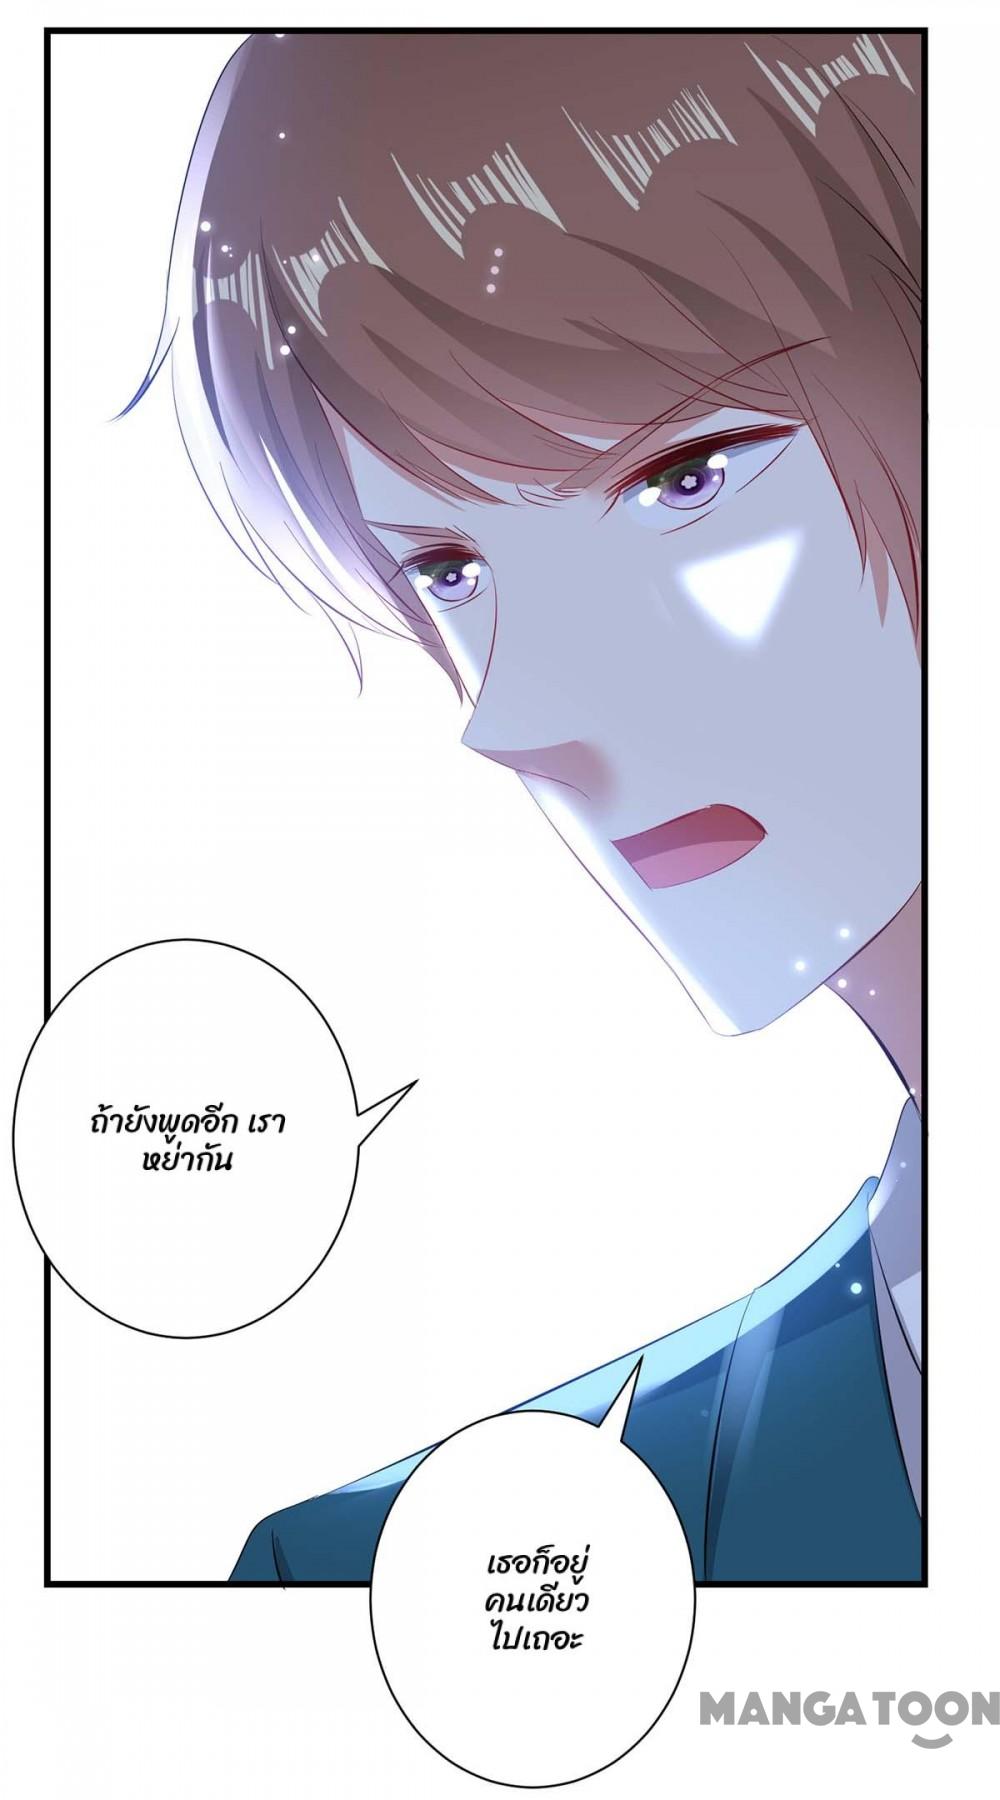 ถ้ายังพูดอีก เรา
หย่ากัน
เธอก็อยู่
คนเดียว
ไปเถอะ
MANGATOON